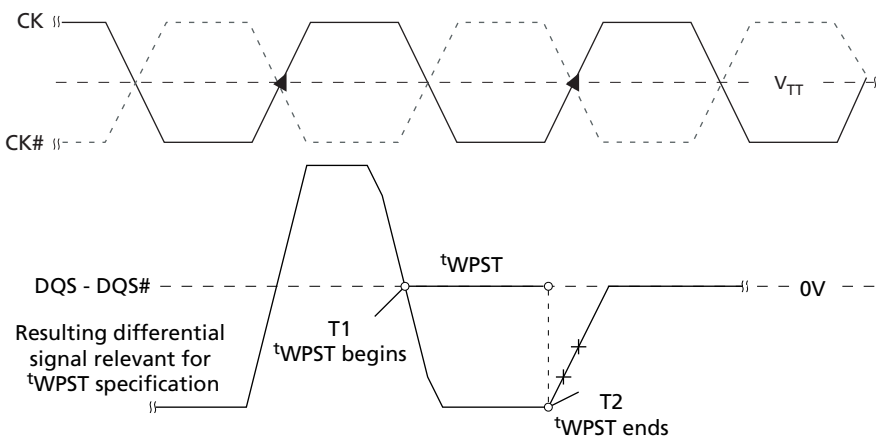 CK
V_TT
CK#
tWPST
DQS - DQS#
0V
Resulting differential
signal relevant for
tWPST specification
T1
tWPST begins
T2
tWPST ends